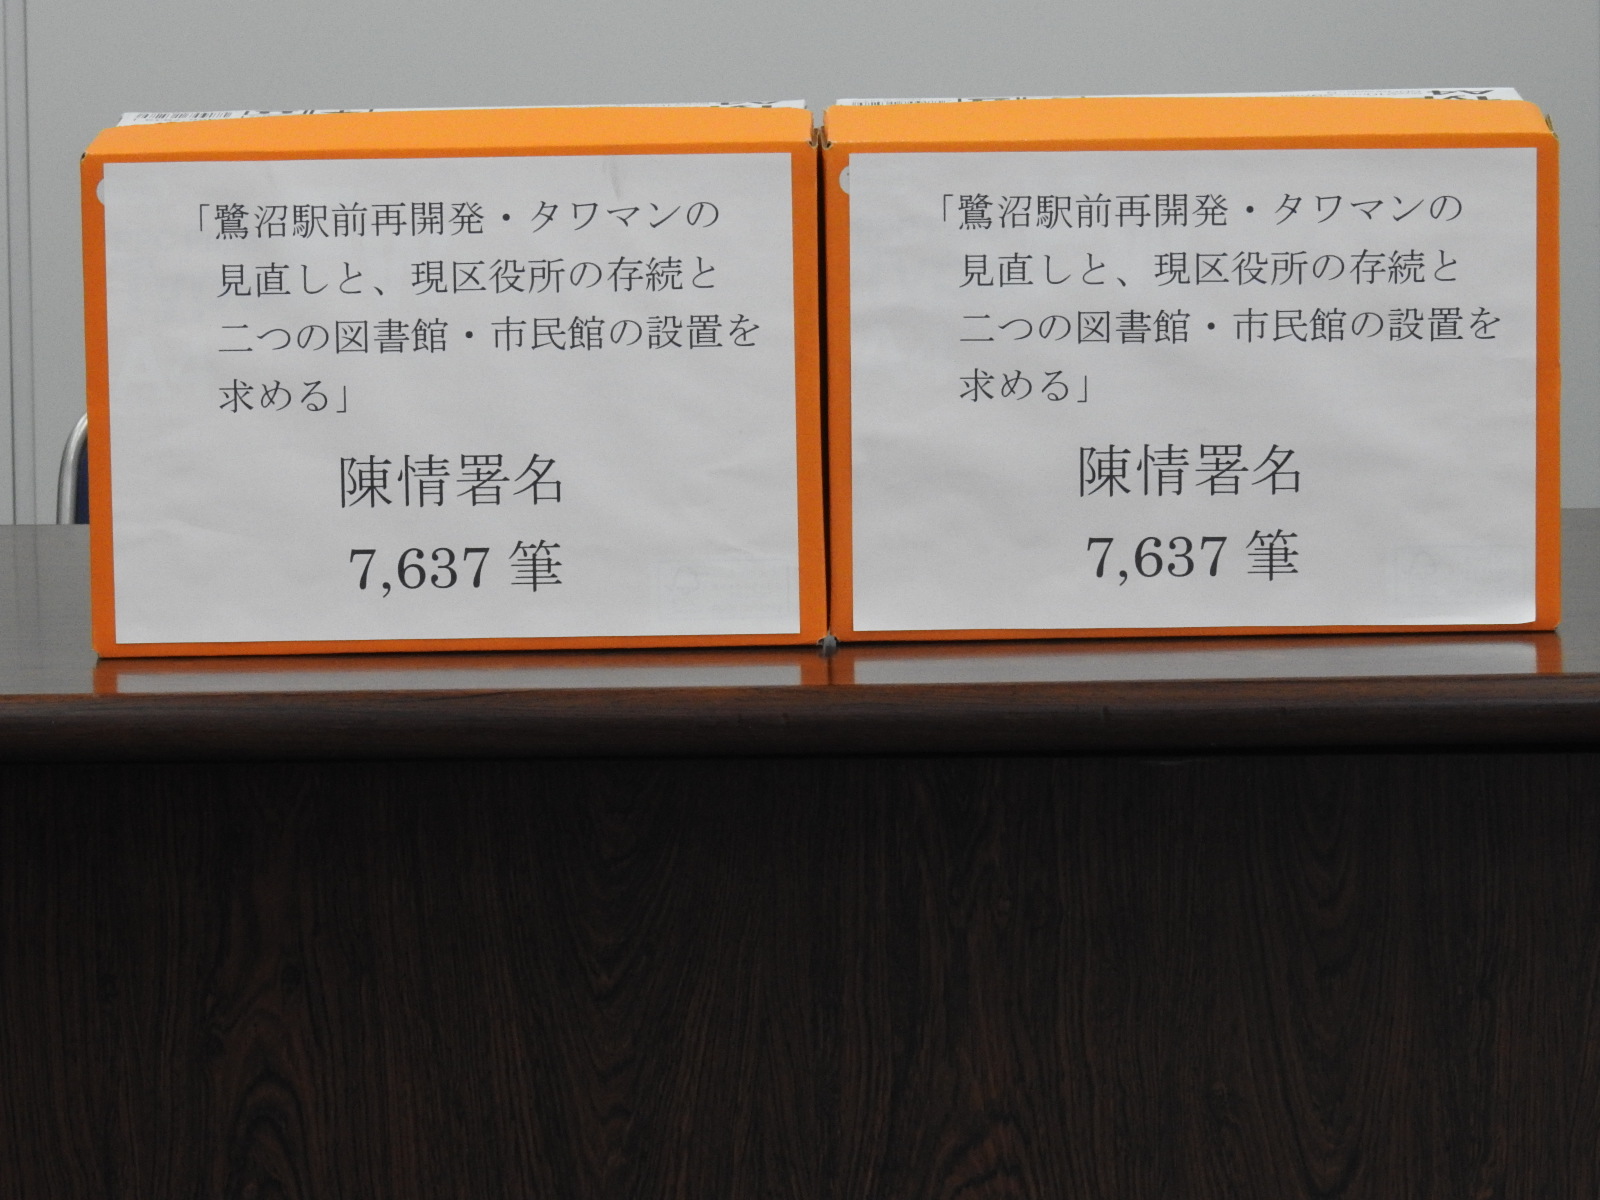 「鷺沼駅前再開発・タワマンの
見直しと、現区役所の存続と
二つの図書館・市民館の設置を
求める」
陳情署名
7,637 筆
「鷺沼駅前再開発・タワマンの
見直しと、現区役所の存続と
二つの図書館・市民館の設置を
求める」
陳情署名
7,637 筆